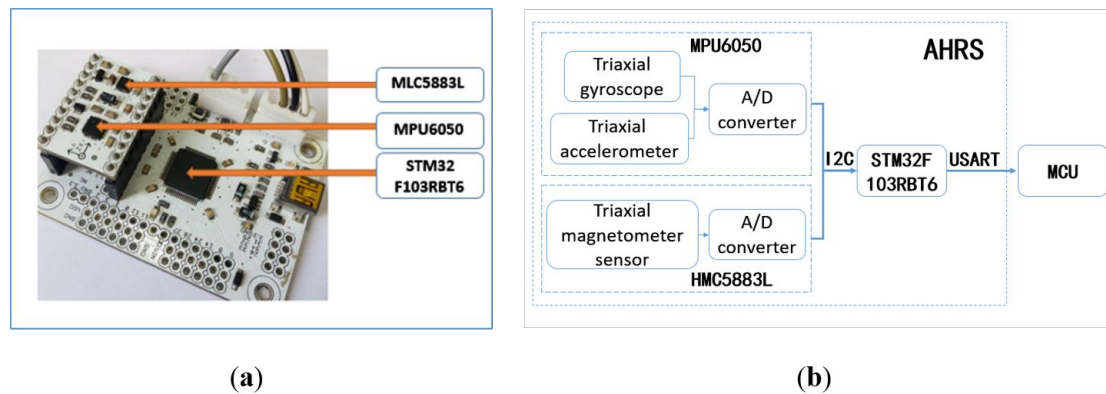 MLC5883L
MPU6050
STM32
F103RBT6
(a)
AHRS
MPU6050
Triaxial
gyroscope
A/D
converter
Triaxial
accelerometer
I2C
STM32F
103RBT6
USART
MCU
Triaxial
magnetometer
sensor
A/D
converter
HMC5883L
(b)